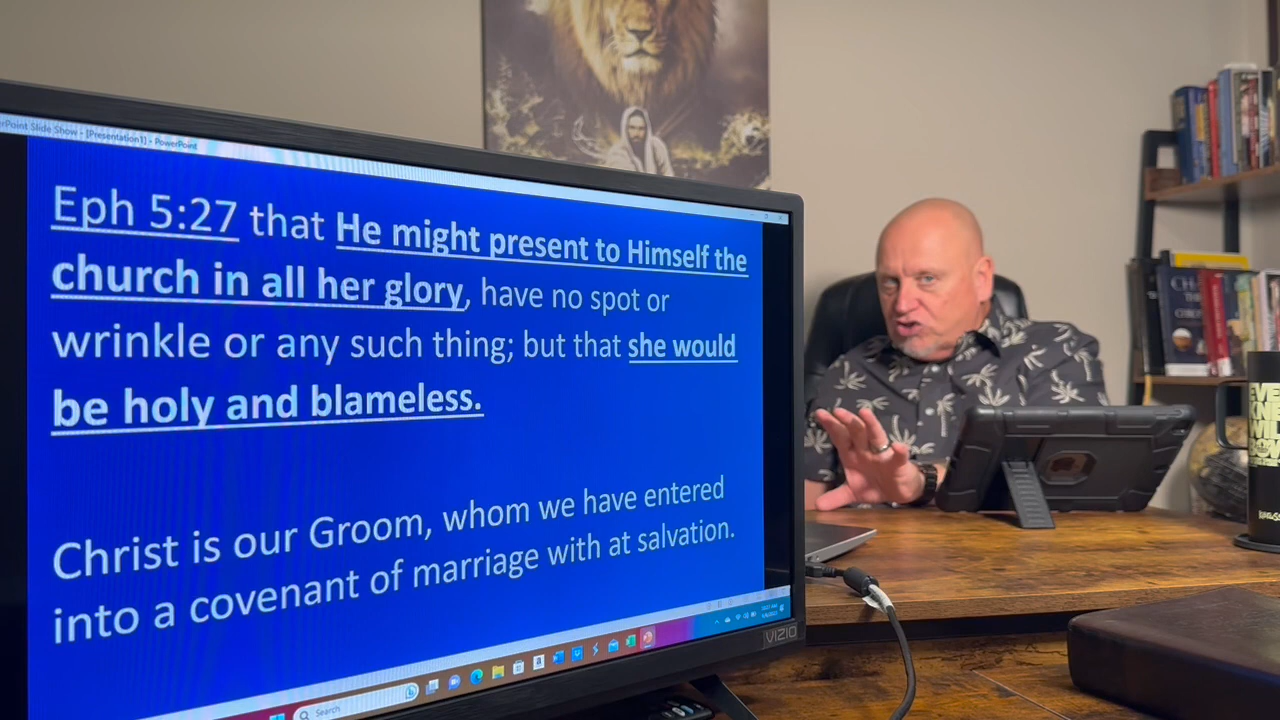 PowerPoint Slide Show - [Presentation1] - PowerPoint
Eph 5:27 that He might present to Himself the
church in all her glory, have no spot or
wrinkle or any such thing; but that she would
be holy and blameless.
Christ is our Groom, whom we have entered
into a covenant of marriage with at salvation.
Search
VIZIO